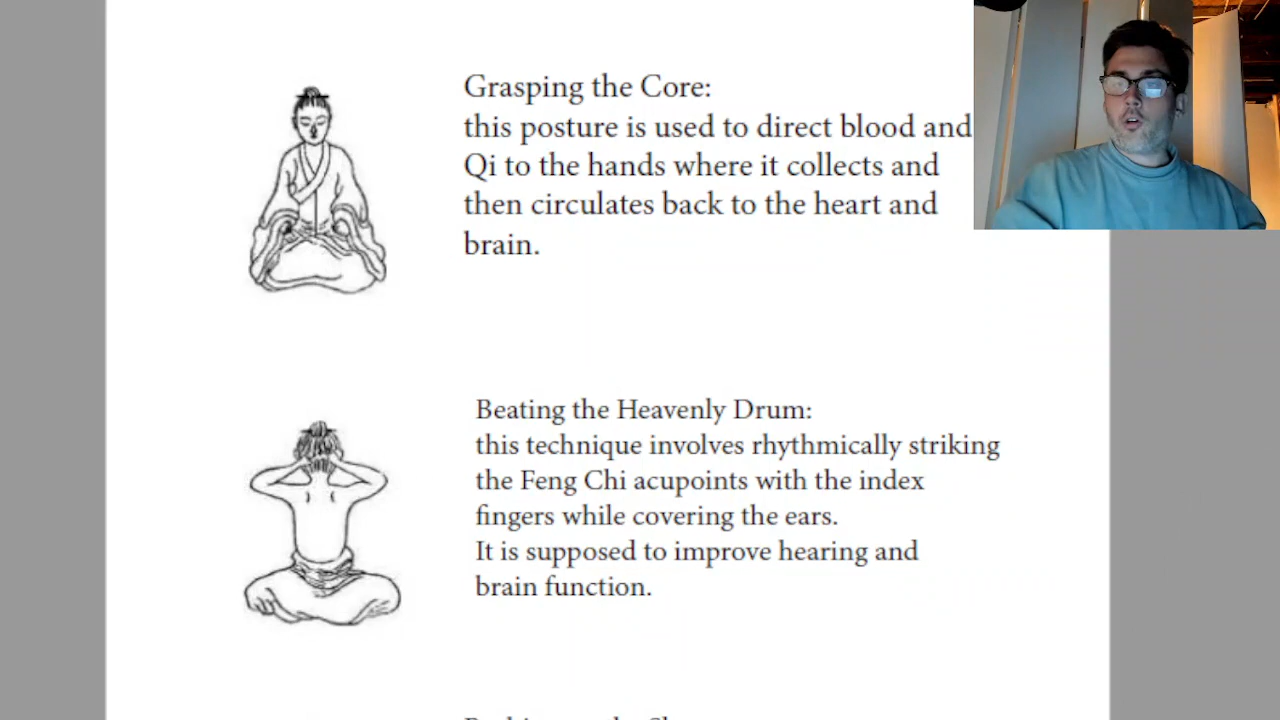 Grasping the Core:
this posture is used to direct blood and
Qi to the hands where it collects and
then circulates back to the heart and
brain.
Beating the Heavenly Drum:
this technique involves rhythmically striking
the Feng Chi acupoints with the index
fingers while covering the ears.
It is supposed to improve hearing and
brain function.